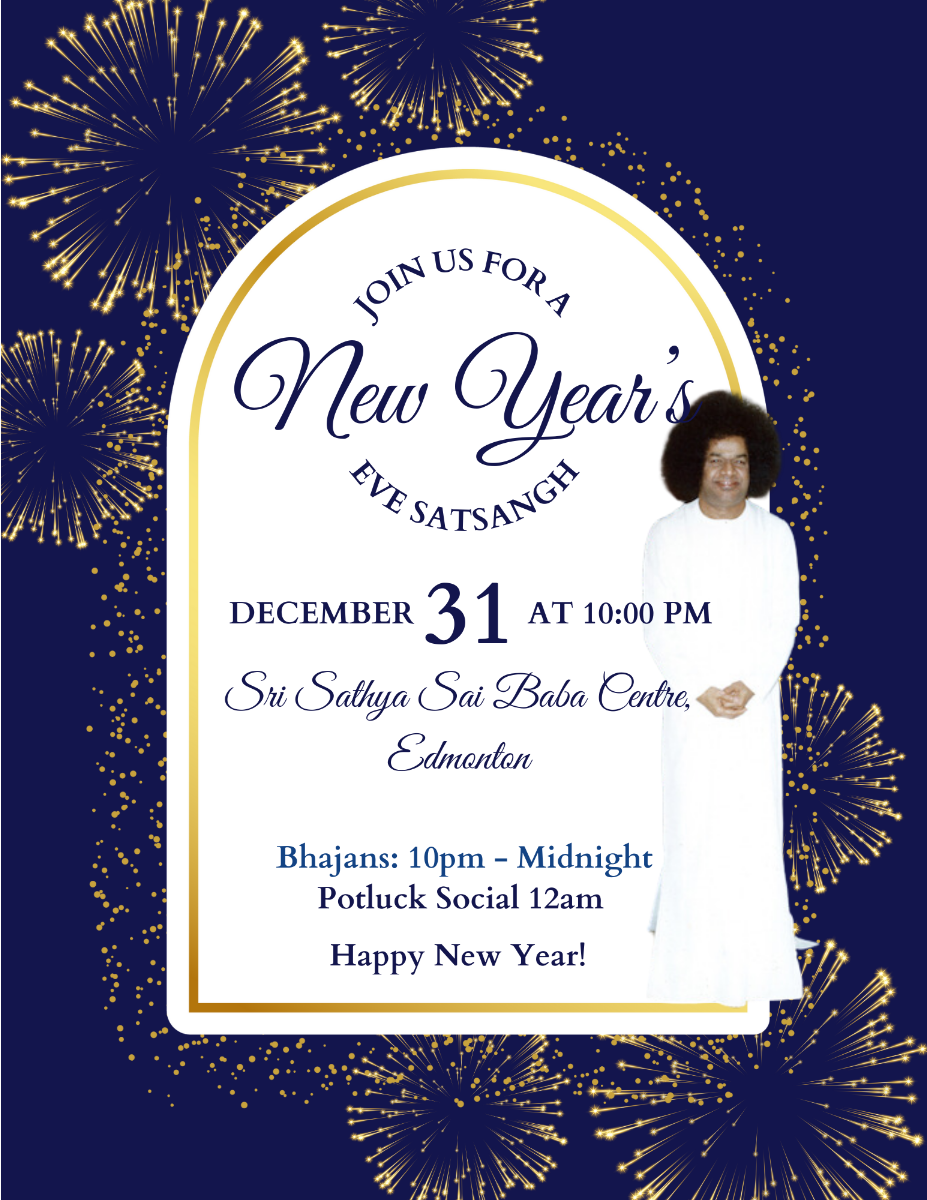 JOIN US FOR A
New Year's
EVE SATSANGH
DECEMBER 31 AT 10:00 PM
Sri Sathya Sai Baba Centre,
Edmonton
Bhajans: 10pm - Midnight
Potluck Social 12am
Happy New Year!